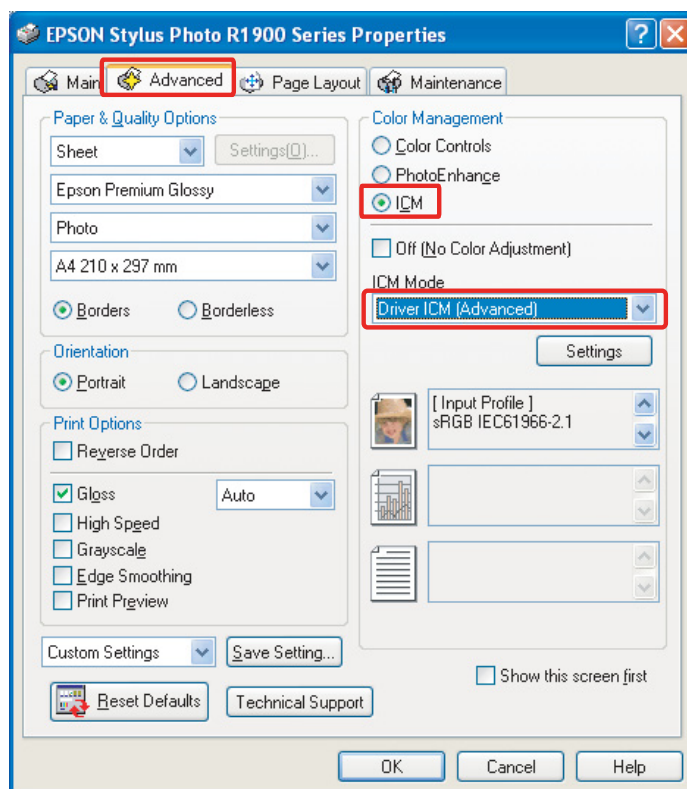 EPSON Stylus Photo R1900 Series Properties
Main
Advanced
Page Layout
Maintenance
Paper & Quality Options
Sheet
Settings(O)...
Epson Premium Glossy
Photo
A4 210 x 297 mm
Borders
Borderless
Orientation
Portrait
Landscape
Print Options
Reverse Order
Gloss
Auto
High Speed
Grayscale
Edge Smoothing
Print Preview
Custom Settings
Save Setting...
Reset Defaults
Technical Support
Color Management
Color Controls
PhotoEnhance
ICM
Off (No Color Adjustment)
ICM Mode
Driver ICM (Advanced)
Settings
[ Input Profile ]
sRGB IEC61966-2.1
Show this screen first
OK
Cancel
Help